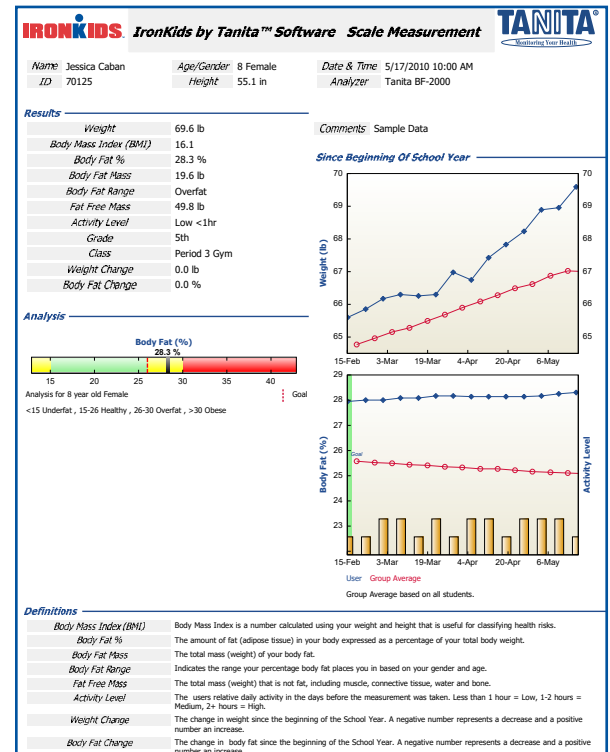 IRONKIDS IronKids by Tanita™ Software Scale Measurement TANITA®
Monitoring Your Health
Name Jessica Caban Age/Gender 8 Female Date & Time 5/17/2010 10:00 AM
ID 70125 Height 55.1 in Analyzer Tanita BF-2000
Results
Weight 69.6 lb
Body Mass Index (BMI) 16.1
Body Fat % 28.3 %
Body Fat Mass 19.6 lb
Body Fat Range Overfat
Fat Free Mass 49.8 lb
Activity Level Low <1hr
Grade 5th
Class Period 3 Gym
Weight Change 0.0 lb
Body Fat Change 0.0 %
Comments Sample Data
Since Beginning Of School Year
70 70
69 69
68 68
67 67
66 66
65 65
Weight (lb)
15-Feb 3-Mar 19-Mar 4-Apr 20-Apr 6-May
Analysis
Body Fat (%)
28.3 %
15 20 25 30 35 40
Analysis for 8 year old Female Goal
<15 Underfat , 15-26 Healthy , 26-30 Overfat , >30 Obese
29
28
27
26
25
24
23
Body Fat (%)
Goal
Activity Level
15-Feb 3-Mar 19-Mar 4-Apr 20-Apr 6-May
User Group Average
Group Average based on all students.
Definitions
Body Mass Index (BMI) Body Mass Index is a number calculated using your weight and height that is useful for classifying health risks.
Body Fat % The amount of fat (adipose tissue) in your body expressed as a percentage of your total body weight.
Body Fat Mass The total mass (weight) of your body fat.
Body Fat Range Indicates the range your percentage body fat places you in based on your gender and age.
Fat Free Mass The total mass (weight) that is not fat, including muscle, connective tissue, water and bone.
Activity Level The users relative daily activity in the days before the measurement was taken. Less than 1 hour = Low, 1-2 hours =
Medium, 2+ hours = High.
Weight Change The change in weight since the beginning of the School Year. A negative number represents a decrease and a positive
number an increase.
Body Fat Change The change in body fat since the beginning of the School Year. A negative number represents a decrease and a positive
number an increase.